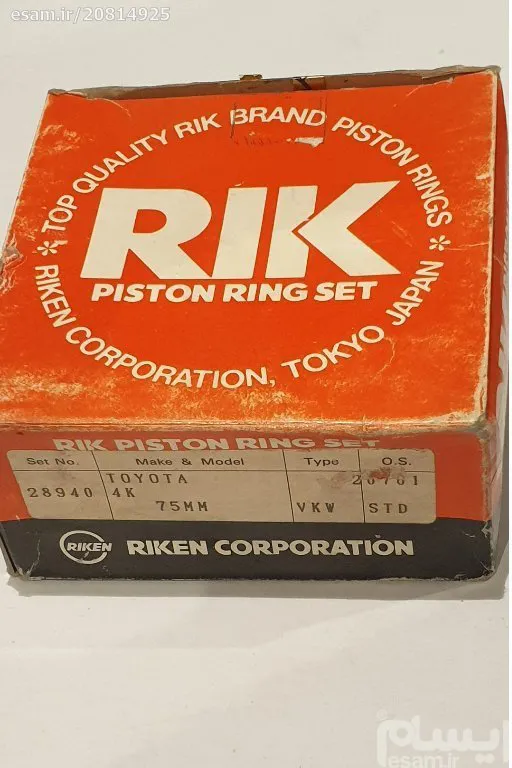 esam.ir/20814925
* TOP QUALITY RIK BRAND PISTON RINGS *
RIK
PISTON RING SET
RIKEN CORPORATION, TOKYO JAPAN
RIK PISTON RING SET
Set No. Make & Model Type O.S.
TOYOTA 26761
28940 4K
75MM VKW STD
RIKEN RIKEN CORPORATION
ایسام
esam.ir